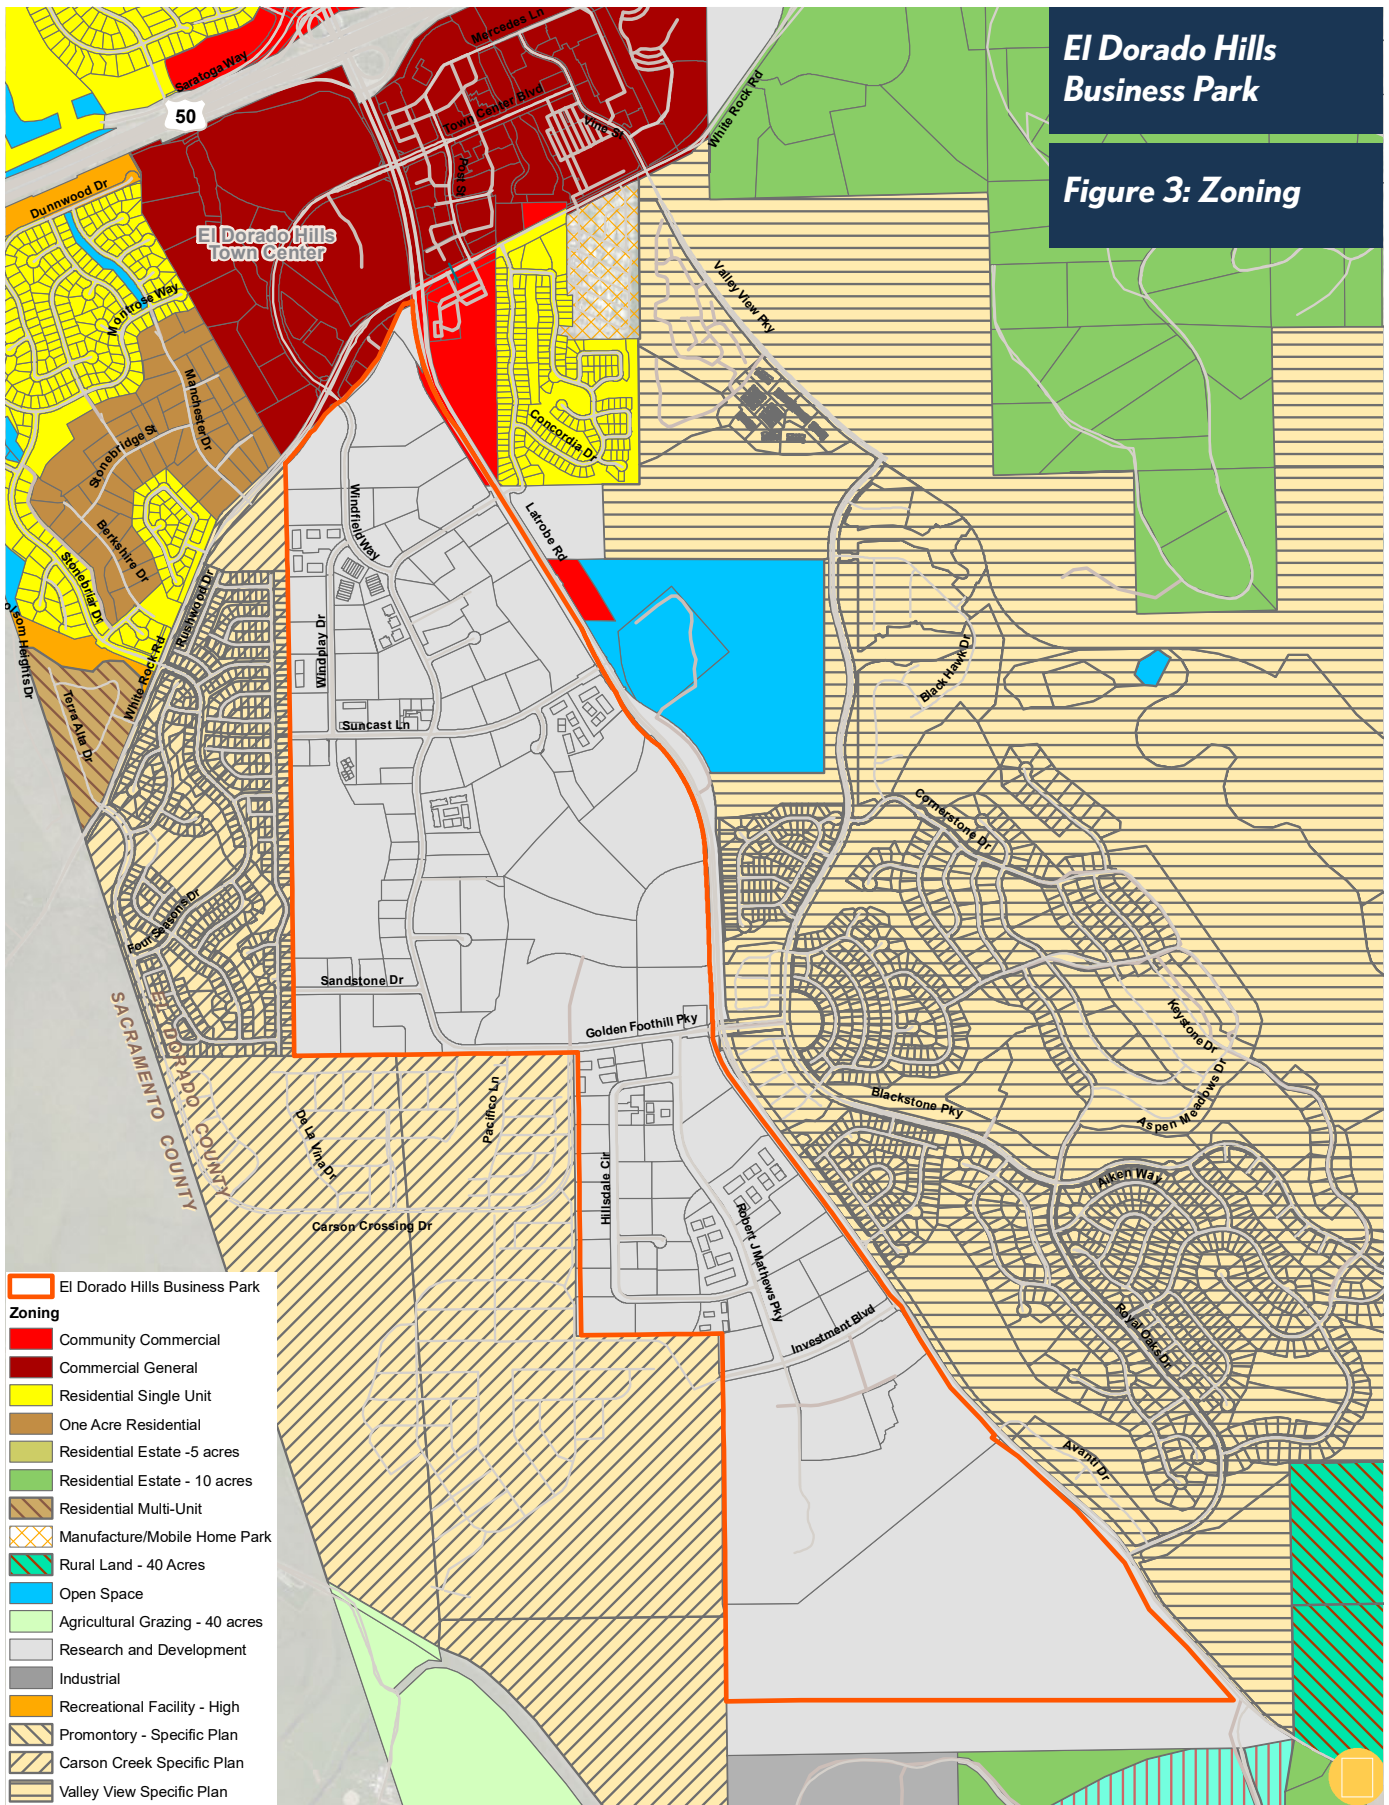 El Dorado Hills
Business Park
Figure 3: Zoning
Mercedes Ln
Saratoga Way
50
Town Center Blvd
Vine St
White Rock Rd
Post St
Dunnwood Dr
El Dorado Hills
Town Center
Valley View Pky
Montrose Way
Manchester Dr
Stonebridge St
Concordia Dr
Windfield Way
Latrobe Rd
Berkshire Dr
Stonebriar Dr
Rushwood Dr
White Rock Rd
Windplay Dr
Black Hawk Dr
Terra Alta Dr
Suncast Ln
Cornerstone Dr
Four Seasons Dr
Sandstone Dr
Golden Foothill Pky
Keystone Dr
EL DORADO COUNTY
SACRAMENTO COUNTY
De La Vina Dr
Pacifico Ln
Blackstone Pky
Aspen Meadows Dr
Hillsdale Cir
Aiken Way
Carson Crossing Dr
Robert J Mathews Pky
Investment Blvd
Royal Oaks Dr
Avanti Dr
El Dorado Hills Business Park
Zoning
Community Commercial
Commercial General
Residential Single Unit
One Acre Residential
Residential Estate -5 acres
Residential Estate - 10 acres
Residential Multi-Unit
Manufacture/Mobile Home Park
Rural Land - 40 Acres
Open Space
Agricultural Grazing - 40 acres
Research and Development
Industrial
Recreational Facility - High
Promontory - Specific Plan
Carson Creek Specific Plan
Valley View Specific Plan